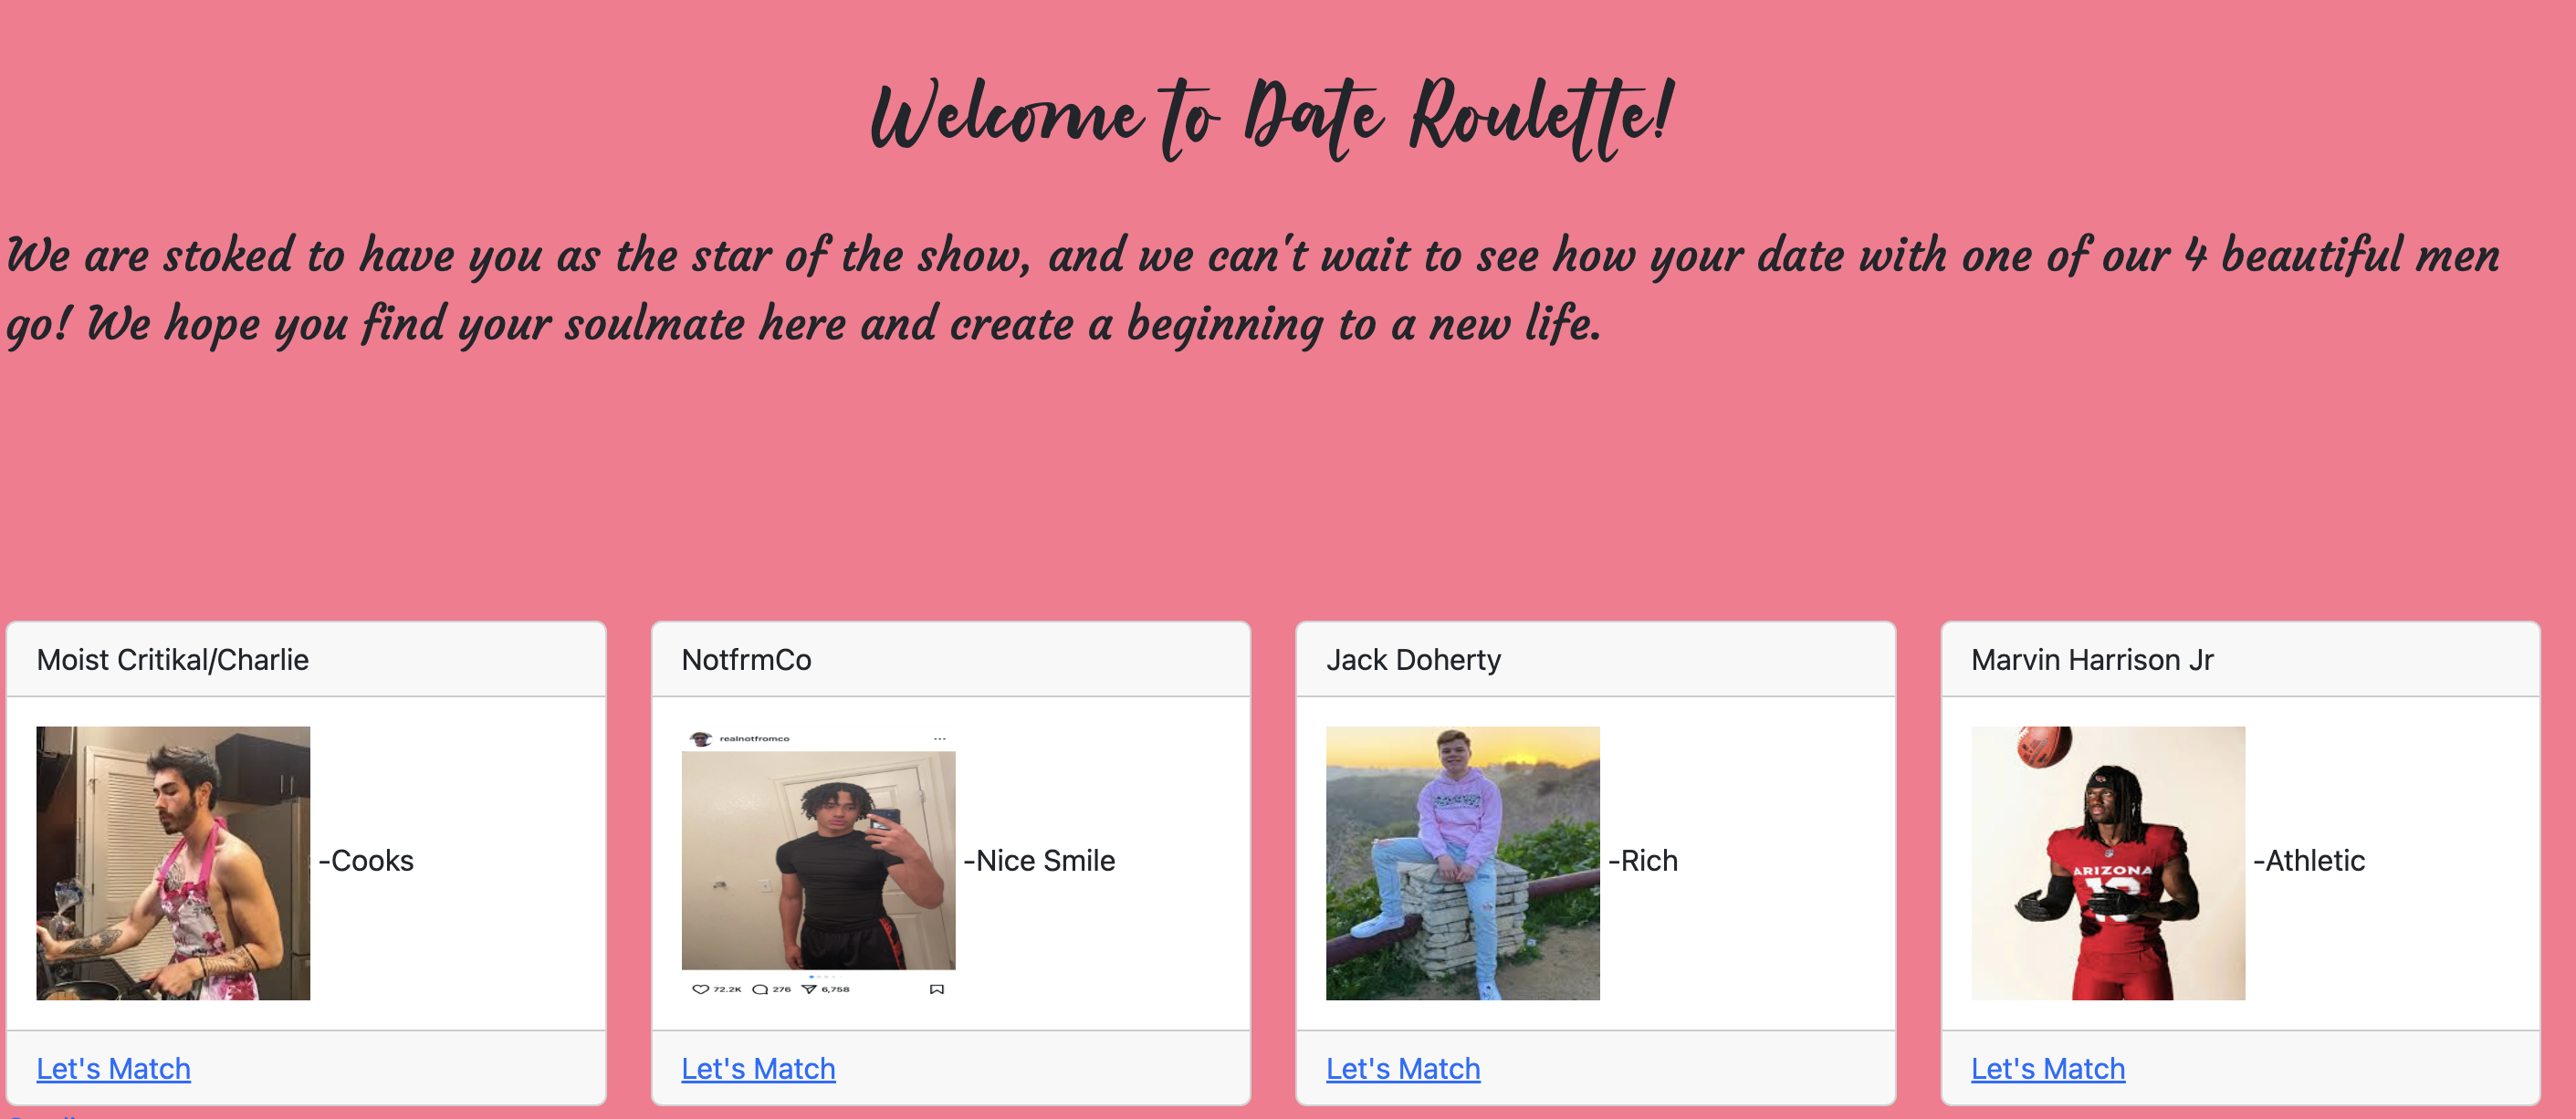 Welcome to Date Roulette!
We are stoked to have you as the star of the show, and we can't wait to see how your date with one of our 4 beautiful men
go! We hope you find your soulmate here and create a beginning to a new life.
Moist Critikal/Charlie
-Cooks
Let's Match
NotfrmCo
realnotfromco
-Nice Smile
72.2K 276 6,758
Let's Match
Jack Doherty
-Rich
Let's Match
Marvin Harrison Jr
ARIZONA
-Athletic
Let's Match